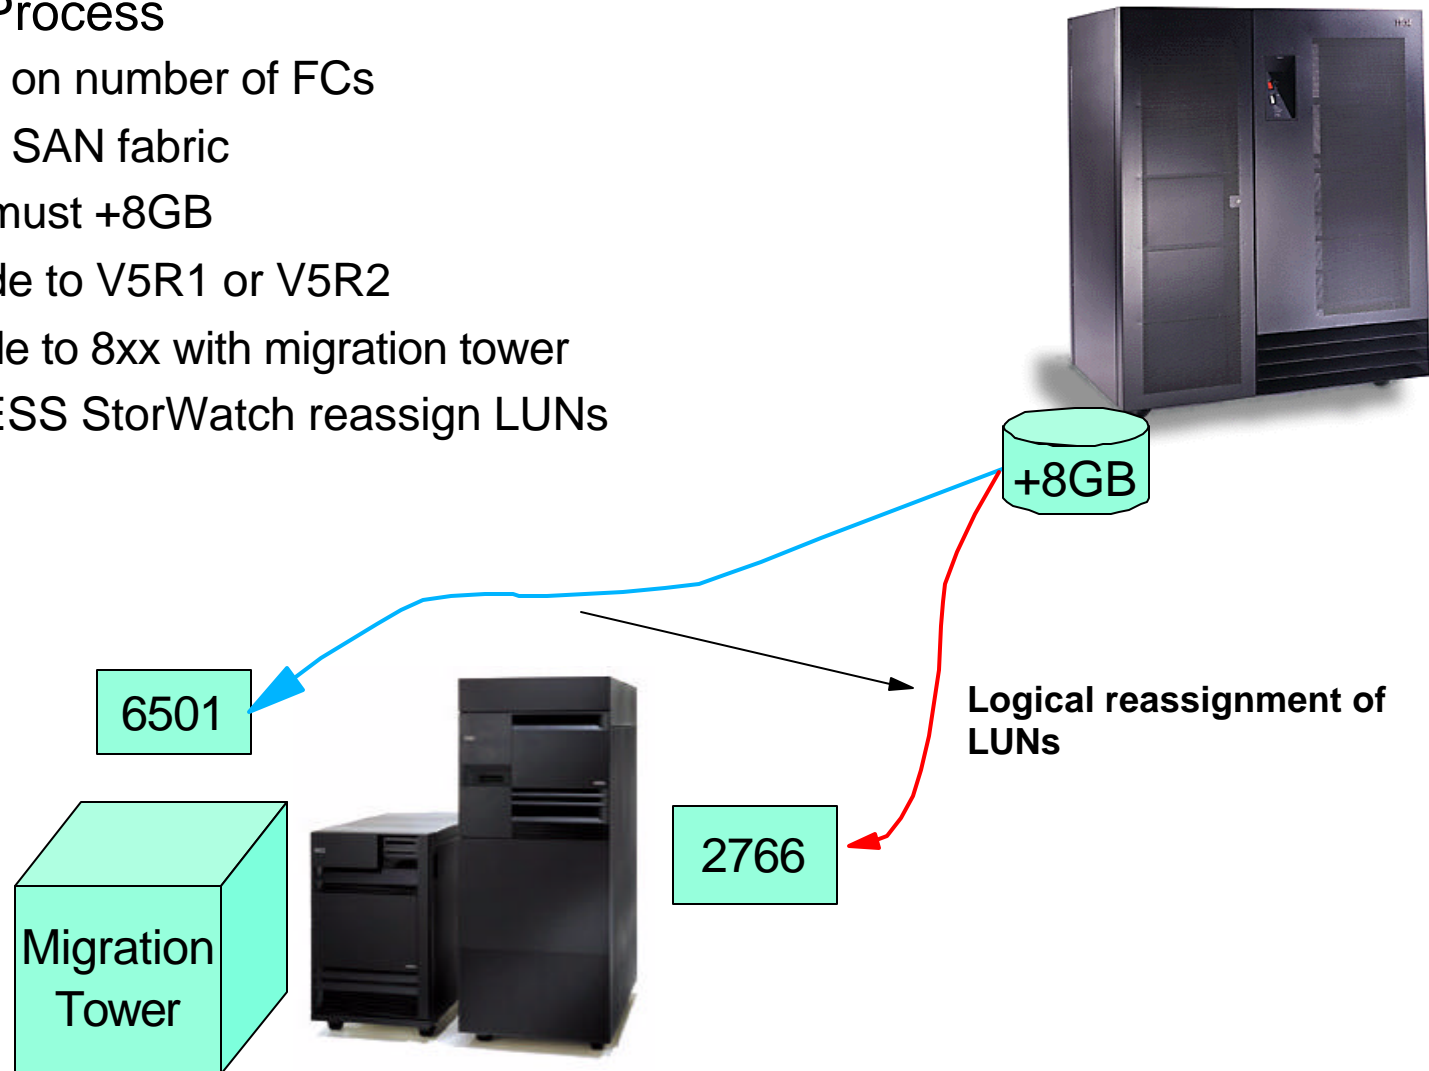 Process
on number of FCs
SAN fabric
must +8GB
de to V5R1 or V5R2
le to 8xx with migration tower
ESS StorWatch reassign LUNs
+8GB
6501
Logical reassignment of
LUNs
2766
Migration
Tower